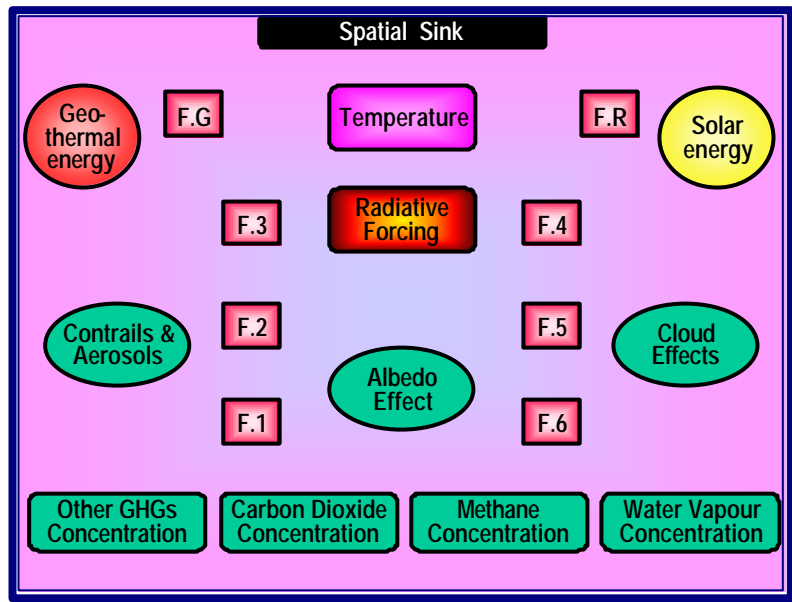 Spatial Sink
Geo-
thermal
energy
F.G
Temperature
F.R
Solar
energy
F.3
Radiative
Forcing
F.4
Contrails &
Aerosols
F.2
F.5
Cloud
Effects
Albedo
Effect
F.1
F.6
Other GHGs
Concentration
Carbon Dioxide
Concentration
Methane
Concentration
Water Vapour
Concentration